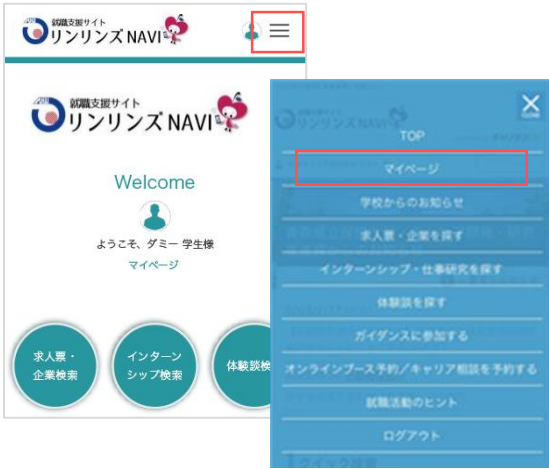 就職支援サイト
リンリンズNAVI
就職支援サイト
リンリンズNAVI
Welcome
ようこそ、ダミー 学生様
マイページ
求人票・
企業検索
インターン
シップ検索
体験談検
CLOSE
TOP
マイページ
学校からのお知らせ
求人票・企業を探す
インターンシップ・仕事研究を探す
体験談を探す
ガイダンスに参加する
オンラインブース予約／キャリア相談を予約する
就職活動のヒント
ログアウト
クイック検索